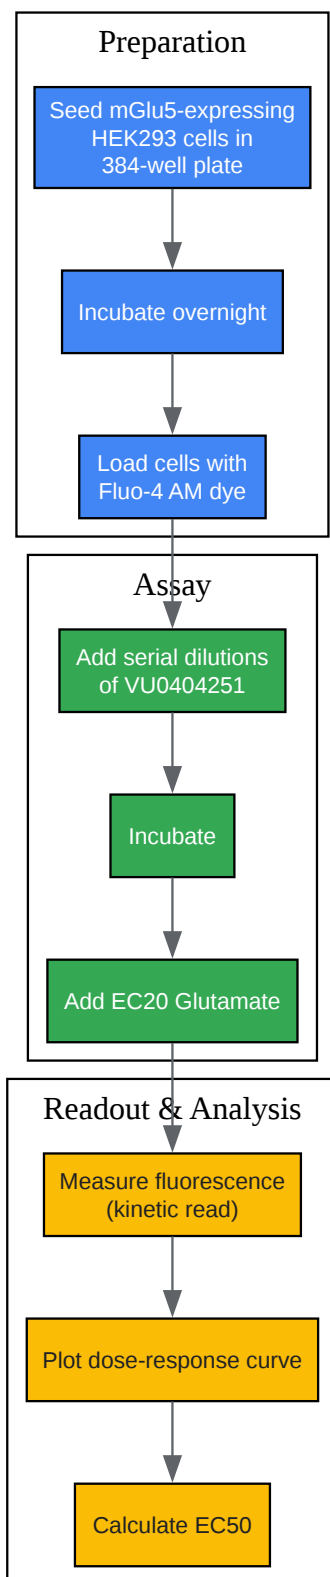 Preparation
Seed mGlu5-expressing
HEK293 cells in
384-well plate
Incubate overnight
Load cells with
Fluo-4 AM dye
Assay
Add serial dilutions
of VU0404251
Incubate
Add EC20 Glutamate
Readout & Analysis
Measure fluorescence
(kinetic read)
Plot dose-response curve
Calculate EC50